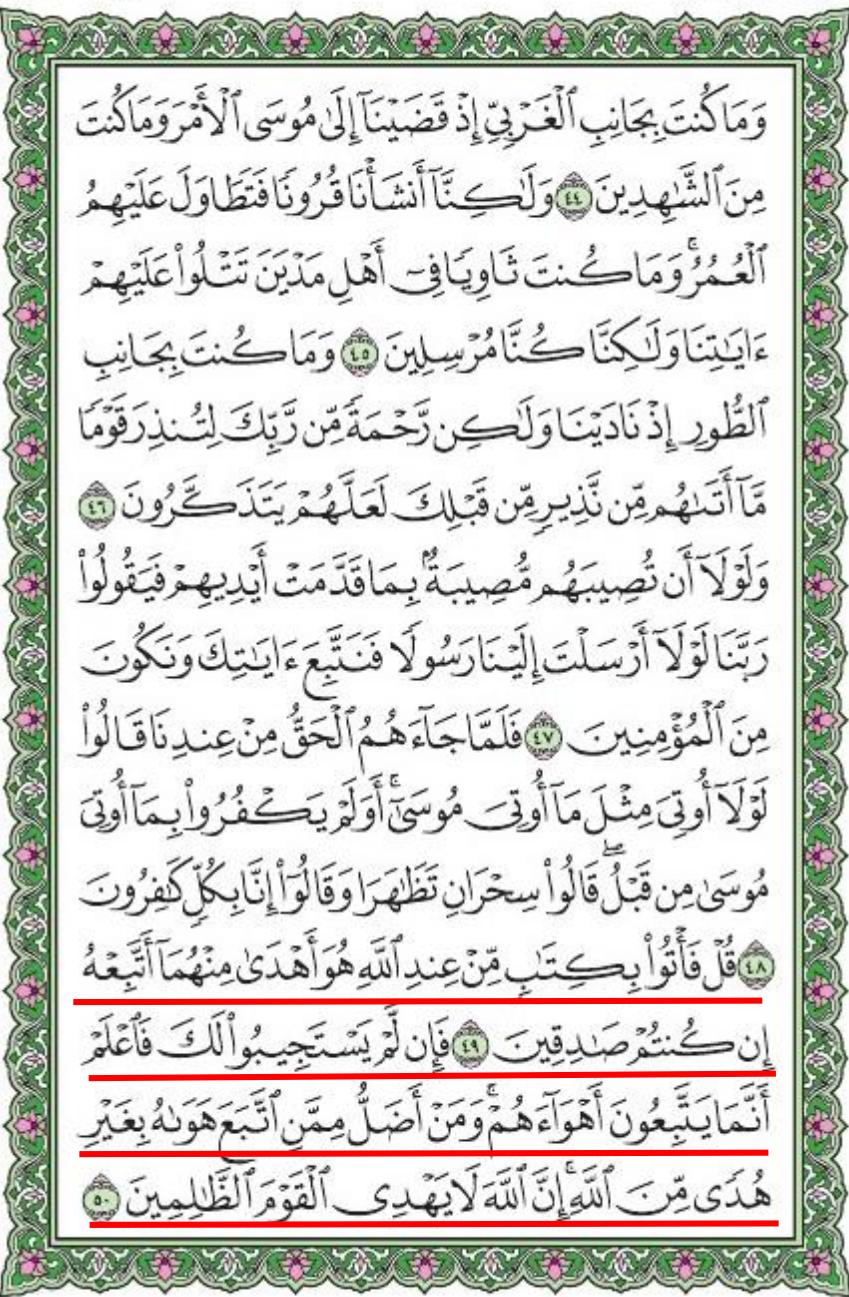 وَمَا كُنتَ بِجَانِبِ ٱلْغَرْبِيِّ إِذْ قَضَيْنَآ إِلَىٰ مُوسَى ٱلْأَمْرَ وَمَا كُنتَ
مِنَ ٱلشَّٰهِدِينَ ٤٤ وَلَٰكِنَّآ أَنشَأْنَا قُرُونًا فَتَطَاوَلَ عَلَيْهِمُ
ٱلْعُمُرُ ۚ وَمَا كُنتَ ثَاوِيًا فِىٓ أَهْلِ مَدْيَنَ تَتْلُوا۟ عَلَيْهِمْ
ءَايَٰتِنَا وَلَٰكِنَّا كُنَّا مُرْسِلِينَ ٤٥ وَمَا كُنتَ بِجَانِبِ
ٱلطُّورِ إِذْ نَادَيْنَا وَلَٰكِن رَّحْمَةً مِّن رَّبِّكَ لِتُنذِرَ قَوْمًا
مَّآ أَتَىٰهُم مِّن نَّذِيرٍ مِّن قَبْلِكَ لَعَلَّهُمْ يَتَذَكَّرُونَ ٤٦
وَلَوْلَآ أَن تُصِيبَهُم مُّصِيبَةٌۢ بِمَا قَدَّمَتْ أَيْدِيهِمْ فَيَقُولُوا۟
رَبَّنَا لَوْلَآ أَرْسَلْتَ إِلَيْنَا رَسُولًا فَنَتَّبِعَ ءَايَٰتِكَ وَنَكُونَ
مِنَ ٱلْمُؤْمِنِينَ ٤٧ فَلَمَّا جَآءَهُمُ ٱلْحَقُّ مِنْ عِندِنَا قَالُوا۟
لَوْلَآ أُوتِىَ مِثْلَ مَآ أُوتِىَ مُوسَىٰٓ ۚ أَوَلَمْ يَكْفُرُوا۟ بِمَآ أُوتِىَ
مُوسَىٰ مِن قَبْلُ ۖ قَالُوا۟ سِحْرَانِ تَظَٰهَرَا وَقَالُوٓا۟ إِنَّا بِكُلٍّ كَٰفِرُونَ
٤٨ قُلْ فَأْتُوا۟ بِكِتَٰبٍ مِّنْ عِندِ ٱللَّهِ هُوَ أَهْدَىٰ مِنْهُمَآ أَتَّبِعْهُ
إِن كُنتُمْ صَٰدِقِينَ ٤٩ فَإِن لَّمْ يَسْتَجِيبُوا۟ لَكَ فَٱعْلَمْ
أَنَّمَا يَتَّبِعُونَ أَهْوَآءَهُمْ ۚ وَمَنْ أَضَلُّ مِمَّنِ ٱتَّبَعَ هَوَىٰهُ بِغَيْرِ
هُدًى مِّنَ ٱللَّهِ ۚ إِنَّ ٱللَّهَ لَا يَهْدِى ٱلْقَوْمَ ٱلظَّٰلِمِينَ ٥٠